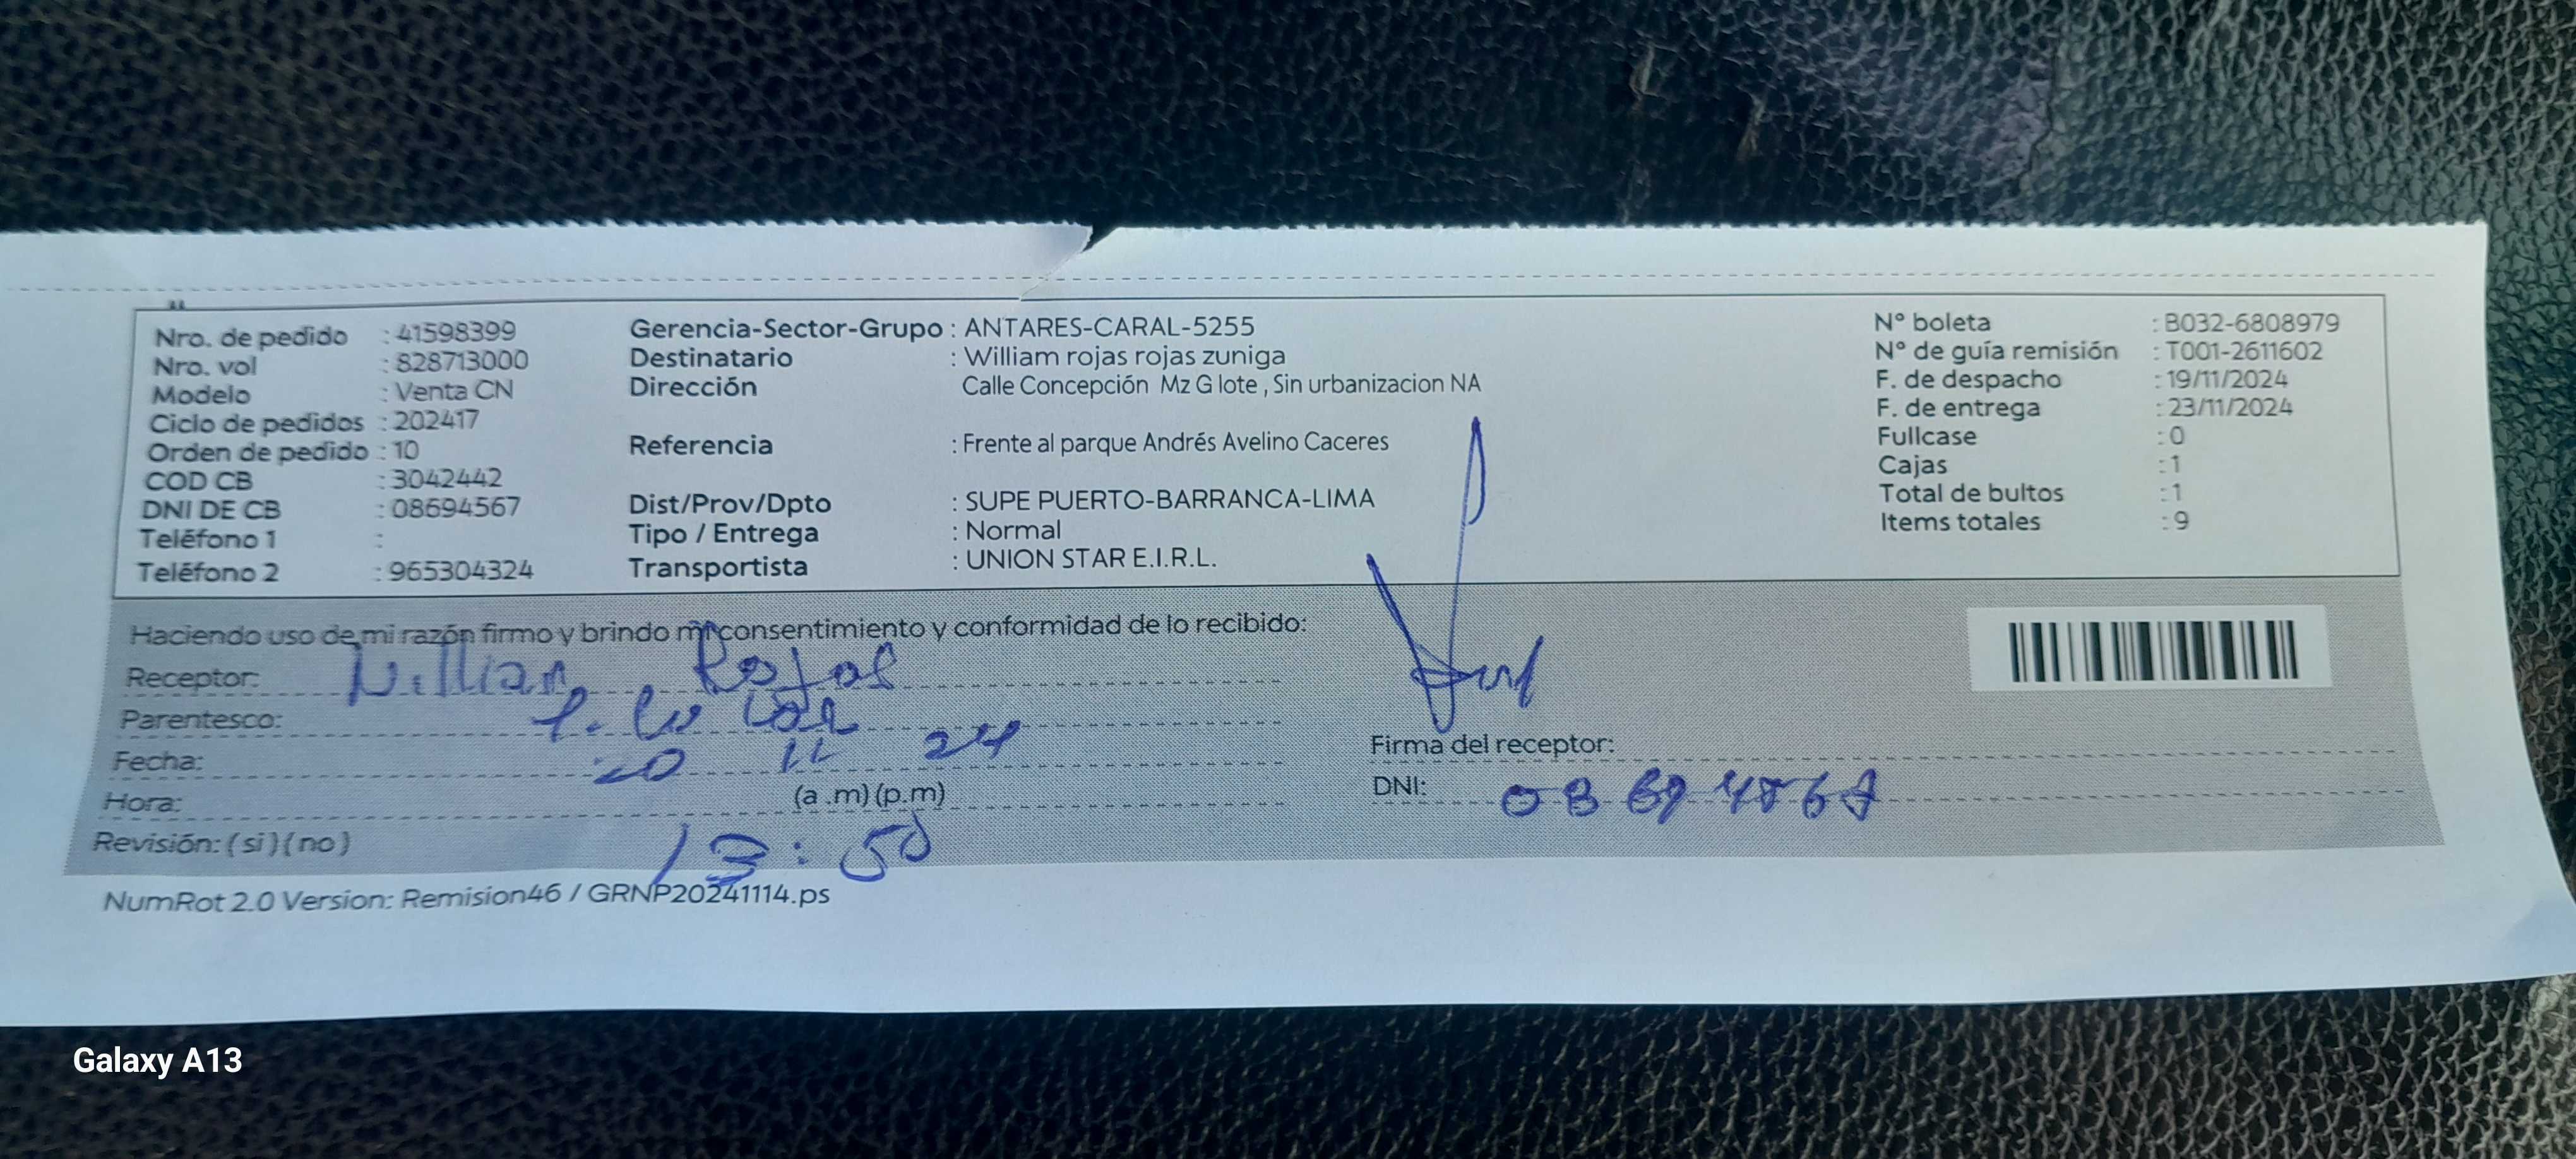 Nro. de pedido : 41598399
Nro. vol : 828713000
Modelo : Venta CN
Ciclo de pedidos : 202417
Orden de pedido : 10
COD CB : 3042442
DNI DE CB : 08694567
Teléfono 1 :
Teléfono 2 : 965304324
Gerencia-Sector-Grupo : ANTARES-CARAL-5255
Destinatario : William rojas rojas zuniga
Dirección Calle Concepción Mz G lote , Sin urbanizacion NA
Referencia : Frente al parque Andrés Avelino Caceres
Dist/Prov/Dpto : SUPE PUERTO-BARRANCA-LIMA
Tipo / Entrega : Normal
Transportista : UNION STAR E.I.R.L.
N° boleta : B032-6808979
N° de guía remisión : T001-2611602
F. de despacho : 19/11/2024
F. de entrega : 23/11/2024
Fullcase : 0
Cajas : 1
Total de bultos : 1
Items totales : 9
Haciendo uso de mi razón firmo y brindo mi consentimiento y conformidad de lo recibido:
Receptor: William Rojas
Parentesco:
Fecha: 20 11 24
Hora: (a .m) (p.m)
Revisión: ( si ) ( no ) 13:50
Firma del receptor:
DNI: 08694567
NumRot 2.0 Version: Remision46 / GRNP20241114.ps
Galaxy A13